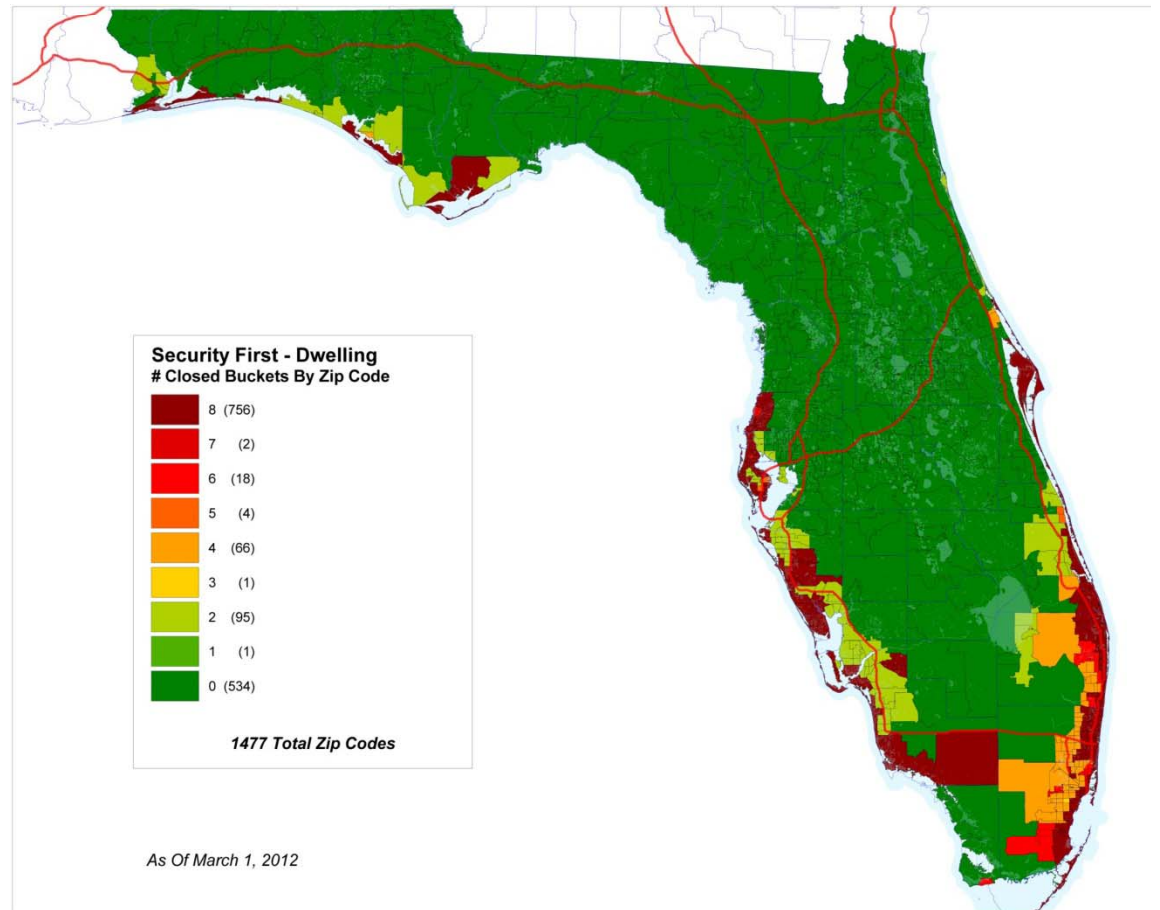 Security First - Dwelling
# Closed Buckets By Zip Code
8 (756)
7 (2)
6 (18)
5 (4)
4 (66)
3 (1)
2 (95)
1 (1)
0 (534)
1477 Total Zip Codes
As Of March 1, 2012